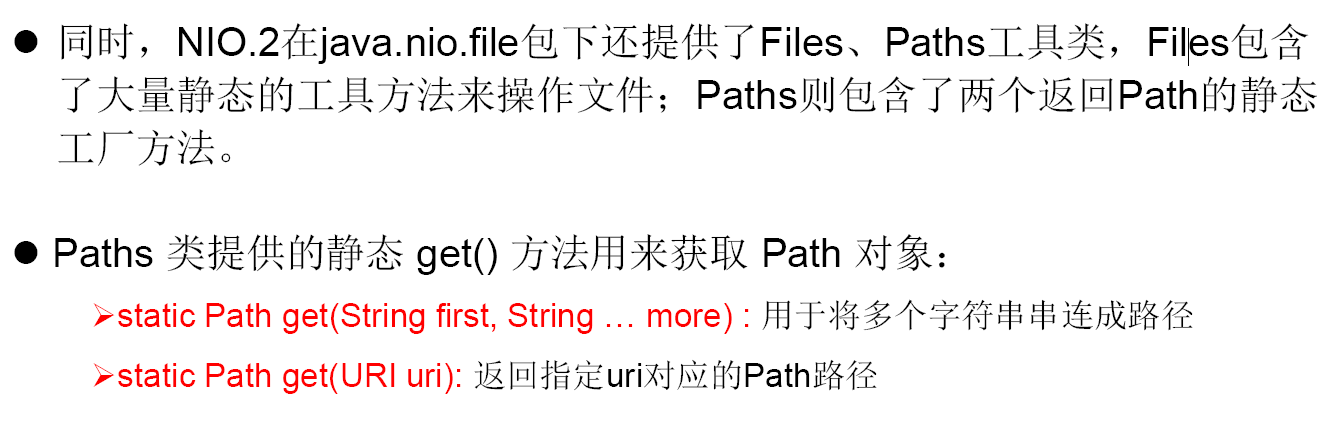 ● 同时，NIO.2在java.nio.file包下还提供了Files、Paths工具类，Files包含
了大量静态的工具方法来操作文件；Paths则包含了两个返回Path的静态
工厂方法。
● Paths 类提供的静态 get() 方法用来获取 Path 对象：
➢static Path get(String first, String … more) : 用于将多个字符串串连成路径
➢static Path get(URI uri): 返回指定uri对应的Path路径